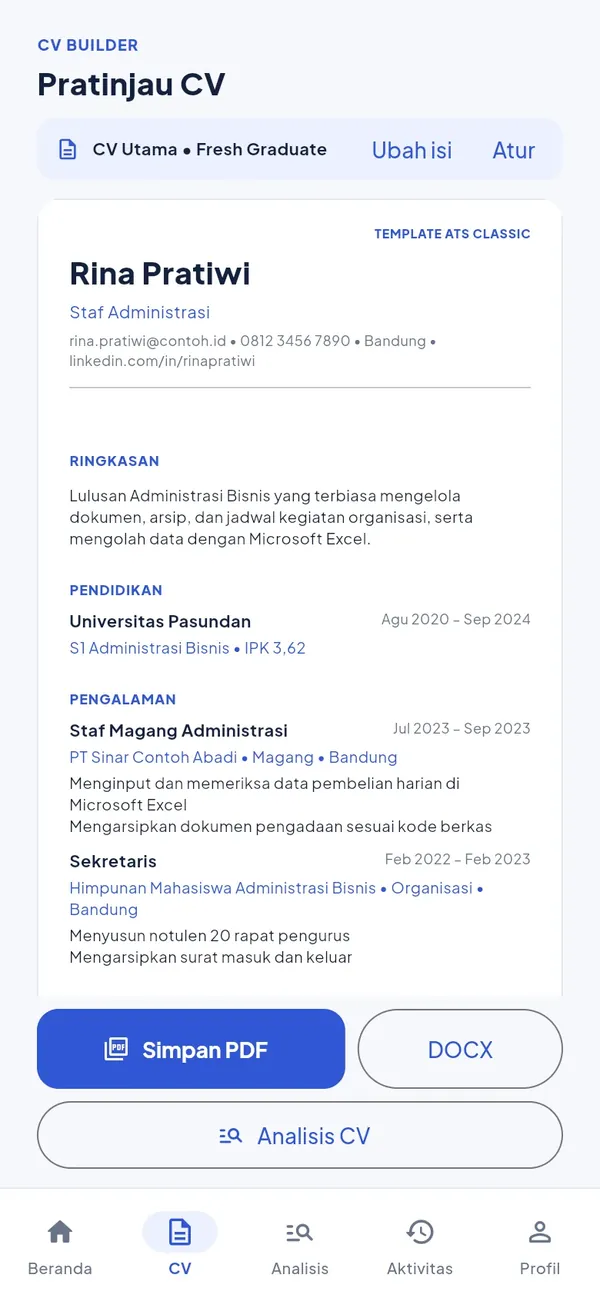 CV BUILDER
Pratinjau CV
CV Utama • Fresh Graduate
Ubah isi
Atur
TEMPLATE ATS CLASSIC
Rina Pratiwi
Staf Administrasi
rina.pratiwi@contoh.id • 0812 3456 7890 • Bandung •
linkedin.com/in/rinapratiwi
RINGKASAN
Lulusan Administrasi Bisnis yang terbiasa mengelola
dokumen, arsip, dan jadwal kegiatan organisasi, serta
mengolah data dengan Microsoft Excel.
PENDIDIKAN
Universitas Pasundan
Agu 2020 – Sep 2024
S1 Administrasi Bisnis • IPK 3,62
PENGALAMAN
Staf Magang Administrasi
Jul 2023 – Sep 2023
PT Sinar Contoh Abadi • Magang • Bandung
Menginput dan memeriksa data pembelian harian di
Microsoft Excel
Mengarsipkan dokumen pengadaan sesuai kode berkas
Sekretaris
Feb 2022 – Feb 2023
Himpunan Mahasiswa Administrasi Bisnis • Organisasi •
Bandung
Menyusun notulen 20 rapat pengurus
Mengarsipkan surat masuk dan keluar
PDF
Simpan PDF
DOCX
Analisis CV
Beranda
CV
Analisis
Aktivitas
Profil